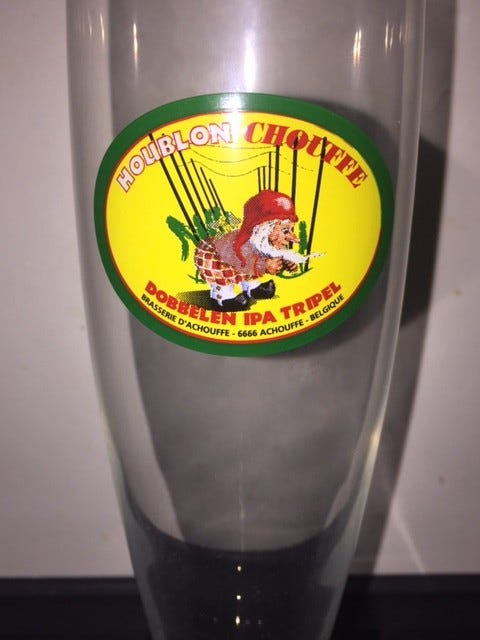 HOUBLON CHOUFFE
DOBBELEN IPA TRIPEL
BRASSERIE D'ACHOUFFE - 6666 ACHOUFFE - BELGIQUE